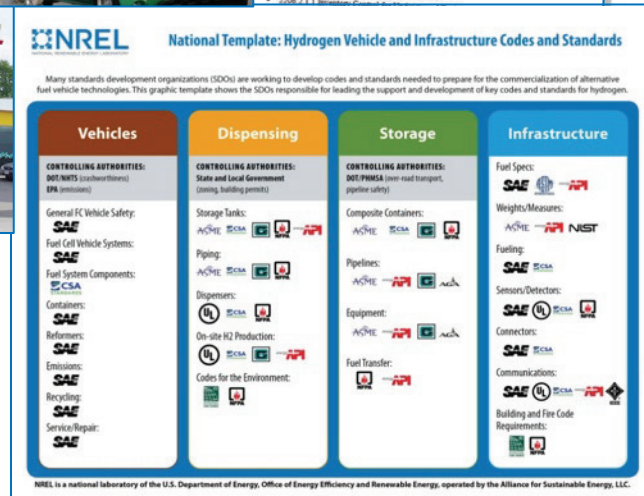 NREL
NATIONAL RENEWABLE ENERGY LABORATORY
National Template: Hydrogen Vehicle and Infrastructure Codes and Standards
Many standards development organizations (SDOs) are working to develop codes and standards needed to prepare for the commercialization of alternative
fuel vehicle technologies. This graphic template shows the SDOs responsible for leading the support and development of key codes and standards for hydrogen.
Vehicles
CONTROLLING AUTHORITIES:
DOT/NHTS (crashworthiness)
EPA (emissions)
General FC Vehicle Safety:
SAE
Fuel Cell Vehicle Systems:
SAE
Fuel System Components:
CSA
Containers:
SAE
Reformers:
SAE
Emissions:
SAE
Recycling:
SAE
Service/Repair:
SAE
Dispensing
CONTROLLING AUTHORITIES:
State and Local Government
(zoning, building permits)
Storage Tanks:
ASME CSA NFPA API
Piping:
ASME CSA NFPA
Dispensers:
UL CSA NFPA
On-site H2 Production:
UL CSA API
Codes for the Environment:
NFPA
Storage
CONTROLLING AUTHORITIES:
DOT/PHMSA (over-road transport,
pipeline safety)
Composite Containers:
ASME CSA NFPA
Pipelines:
ASME API AGA
Equipment:
ASME API AGA
Fuel Transfer:
NFPA API
Infrastructure
Fuel Specs:
SAE API
Weights/Measures:
ASME API NIST
Fueling:
SAE CSA
Sensors/Detectors:
SAE UL CSA NFPA
Connectors:
SAE CSA
Communications:
SAE UL CSA API
Building and Fire Code
Requirements:
NFPA
NREL is a national laboratory of the U.S. Department of Energy, Office of Energy Efficiency and Renewable Energy, operated by the Alliance for Sustainable Energy, LLC.